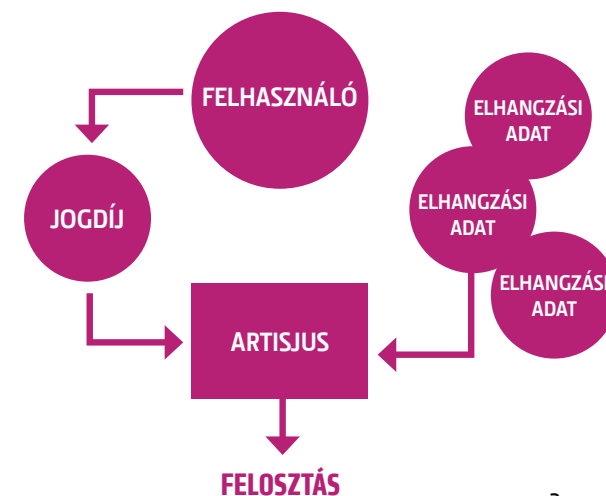 FELHASZNÁLÓ
ELHANGZÁSI
ADAT
JOGDÍJ
ELHANGZÁSI
ADAT
ELHANGZÁSI
ADAT
ARTISJUS
FELOSZTÁS